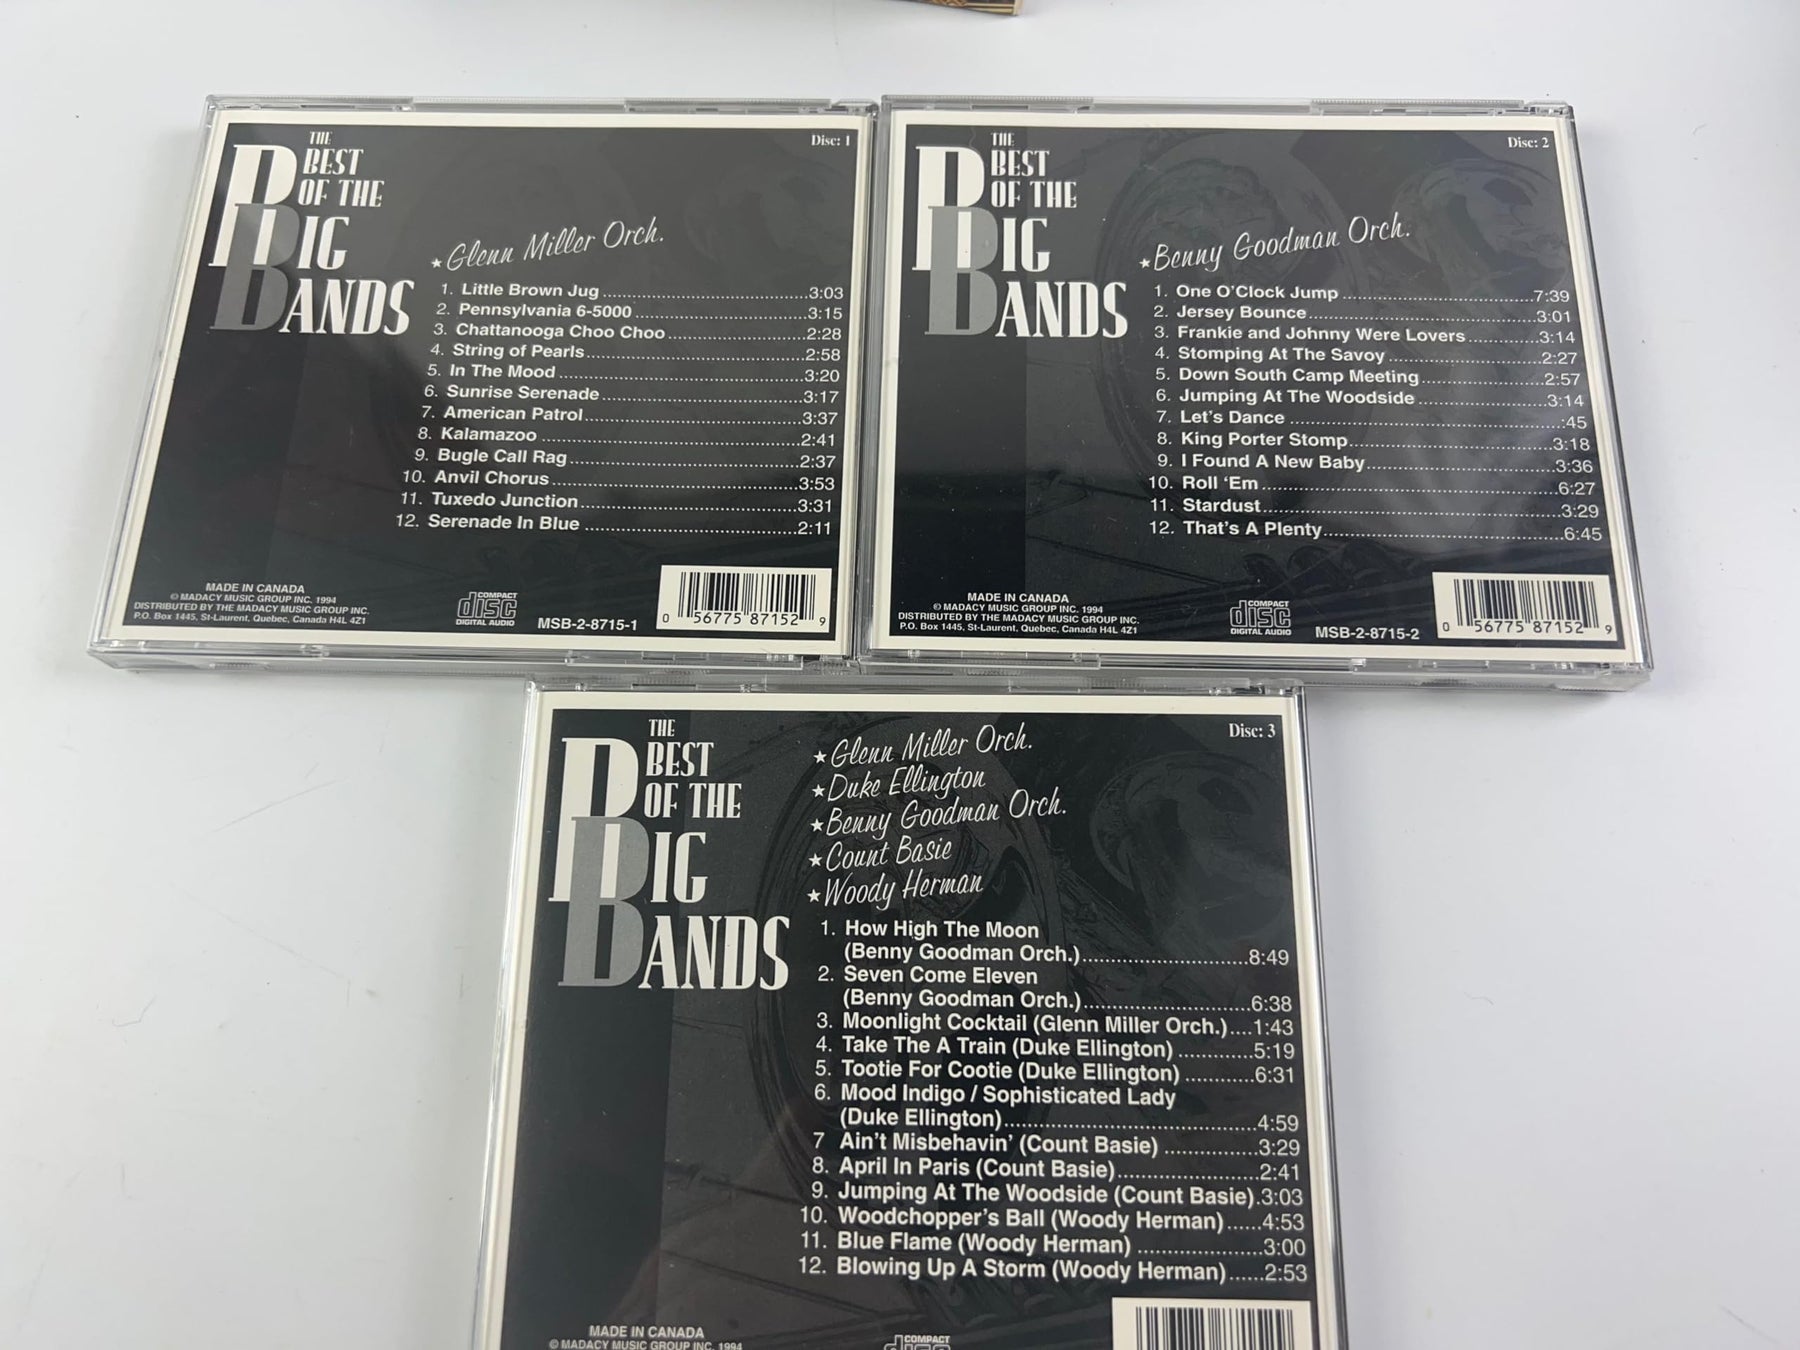 THE
BEST
OF THE
BIG
BANDS
Disc: 1
★Glenn Miller Orch.
1. Little Brown Jug 3:03
2. Pennsylvania 6-5000 3:15
3. Chattanooga Choo Choo 2:28
4. String of Pearls 2:58
5. In The Mood 3:20
6. Sunrise Serenade 3:17
7. American Patrol 3:37
8. Kalamazoo 2:41
9. Bugle Call Rag 2:37
10. Anvil Chorus 3:53
11. Tuxedo Junction 3:31
12. Serenade In Blue 2:11
MADE IN CANADA
© MADACY MUSIC GROUP INC. 1994
DISTRIBUTED BY THE MADACY MUSIC GROUP INC.
P.O. Box 1445, St-Laurent, Quebec, Canada H4L 4Z1
COMPACT
disc
DIGITAL AUDIO
MSB-2-8715-1
0 56775 87152 9
THE
BEST
OF THE
BIG
BANDS
Disc: 2
★Benny Goodman Orch.
1. One O'Clock Jump 7:39
2. Jersey Bounce 3:01
3. Frankie and Johnny Were Lovers 3:14
4. Stomping At The Savoy 2:27
5. Down South Camp Meeting 2:57
6. Jumping At The Woodside 3:14
7. Let's Dance :45
8. King Porter Stomp 3:18
9. I Found A New Baby 3:36
10. Roll 'Em 6:27
11. Stardust 3:29
12. That's A Plenty 6:45
MADE IN CANADA
© MADACY MUSIC GROUP INC. 1994
DISTRIBUTED BY THE MADACY MUSIC GROUP INC.
P.O. Box 1445, St-Laurent, Quebec, Canada H4L 4Z1
COMPACT
disc
DIGITAL AUDIO
MSB-2-8715-2
0 56775 87152 9
THE
BEST
OF THE
BIG
BANDS
Disc: 3
★Glenn Miller Orch.
★Duke Ellington
★Benny Goodman Orch.
★Count Basie
★Woody Herman
1. How High The Moon
(Benny Goodman Orch.) 8:49
2. Seven Come Eleven
(Benny Goodman Orch.) 6:38
3. Moonlight Cocktail (Glenn Miller Orch.) 1:43
4. Take The A Train (Duke Ellington) 5:19
5. Tootie For Cootie (Duke Ellington) 6:31
6. Mood Indigo / Sophisticated Lady
(Duke Ellington) 4:59
7 Ain't Misbehavin' (Count Basie) 3:29
8. April In Paris (Count Basie) 2:41
9. Jumping At The Woodside (Count Basie) 3:03
10. Woodchopper's Ball (Woody Herman) 4:53
11. Blue Flame (Woody Herman) 3:00
12. Blowing Up A Storm (Woody Herman) 2:53
MADE IN CANADA
© MADACY MUSIC GROUP INC. 1994
COMPACT
disc